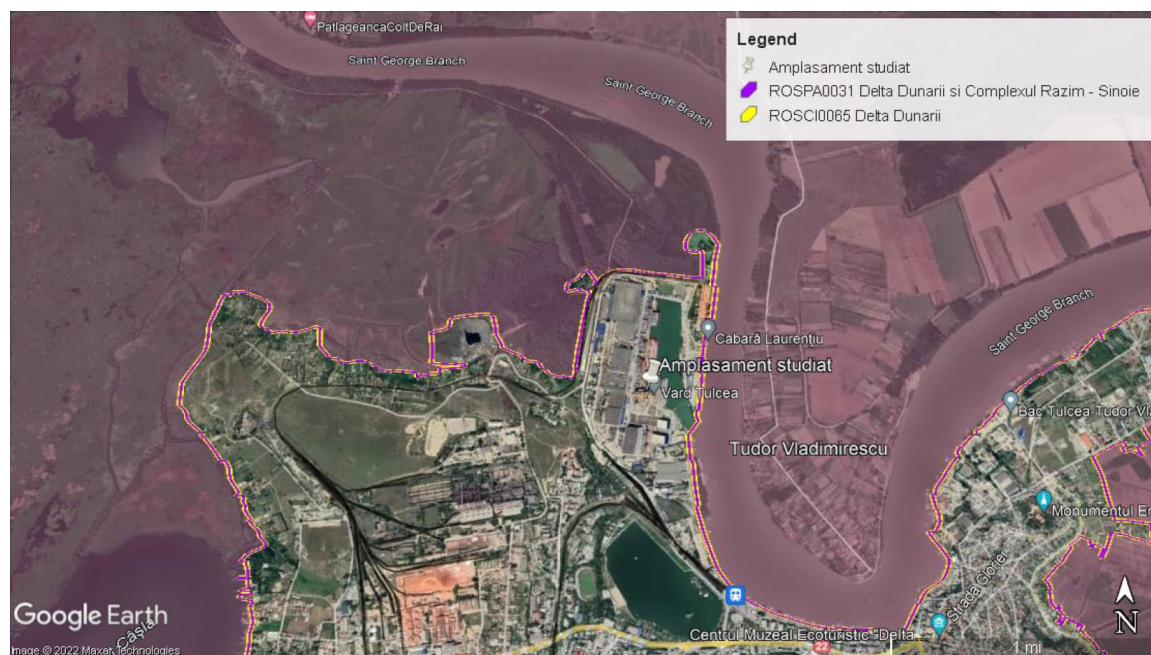 PatlageancaColtDeRai
Saint George Branch
Saint George Branch
Legend
Amplasament studiat
ROSPA0031 Delta Dunarii si Complexul Razim - Sinoie
ROSCI0065 Delta Dunarii
Saint George Branch
Cabară Laurențiu
Amplasament studiat
Vard Tulcea
Bac Tulcea-Tudor Vla
Tudor Vladimirescu
Monumentul Er
Strada Gloriei
Google Earth
Câșla
Centrul Muzeal Ecoturistic "Delta
22
1 mi
N
Image © 2022 Maxar Technologies